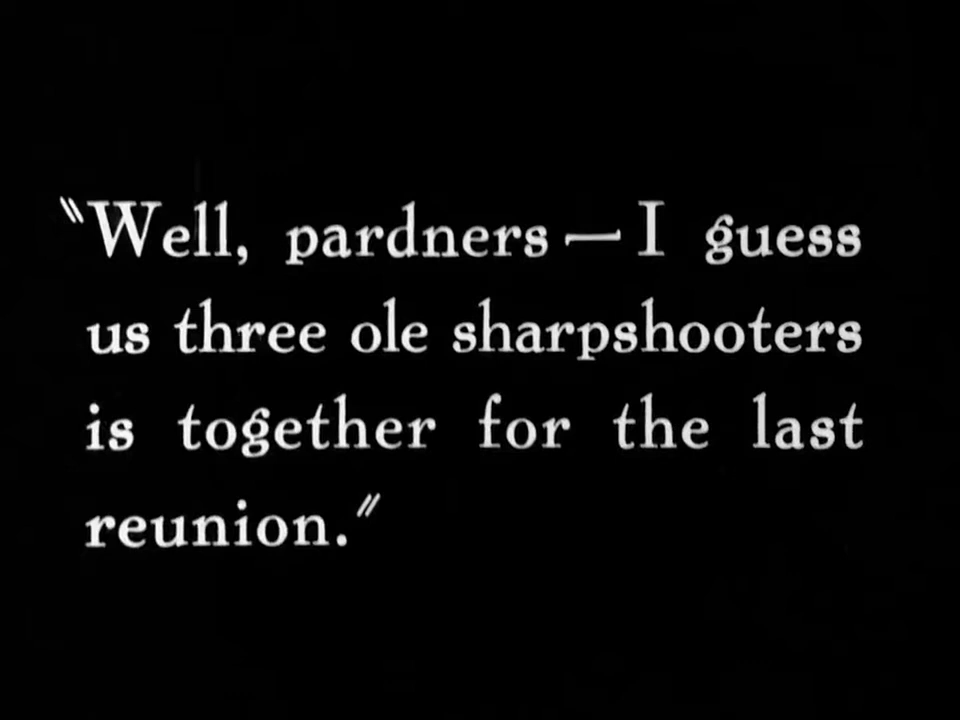 "Well, pardners — I guess
us three ole sharpshooters
is together for the last
reunion."